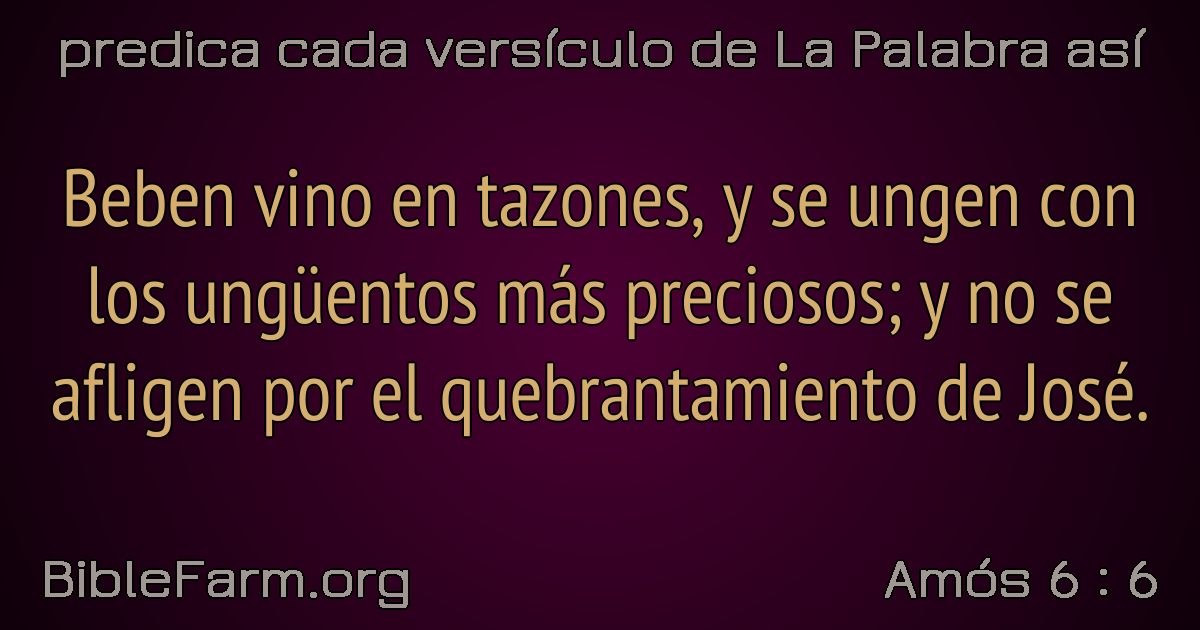 predica cada versículo de La Palabra así
Beben vino en tazones, y se ungen con
los ungüentos más preciosos; y no se
afligen por el quebrantamiento de José.
BibleFarm.org
Amós 6 : 6